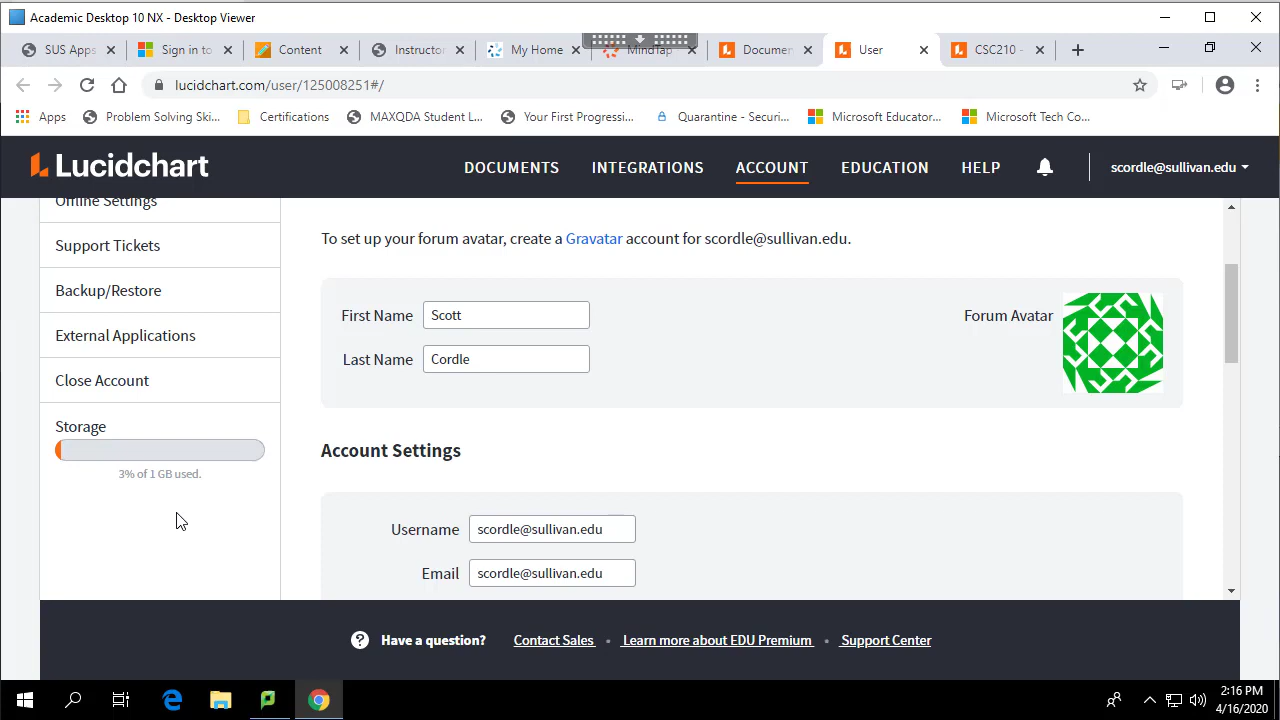 Academic Desktop 10 NX - Desktop Viewer
SUS Apps
Sign in to
Content
Instructor
My Home
MindTap
Documen
User
CSC210 -
lucidchart.com/user/125008251#/
Apps
Problem Solving Ski...
Certifications
MAXQDA Student L...
Your First Progressi...
Quarantine - Securi...
Microsoft Educator...
Microsoft Tech Co...
Lucidchart
DOCUMENTS
INTEGRATIONS
ACCOUNT
EDUCATION
HELP
scordle@sullivan.edu
Offline Settings
Support Tickets
Backup/Restore
External Applications
Close Account
Storage
3% of 1 GB used.
To set up your forum avatar, create a Gravatar account for scordle@sullivan.edu.
First Name Scott
Last Name Cordle
Forum Avatar
Account Settings
Username scordle@sullivan.edu
Email scordle@sullivan.edu
Have a question? Contact Sales • Learn more about EDU Premium • Support Center
2:16 PM
4/16/2020